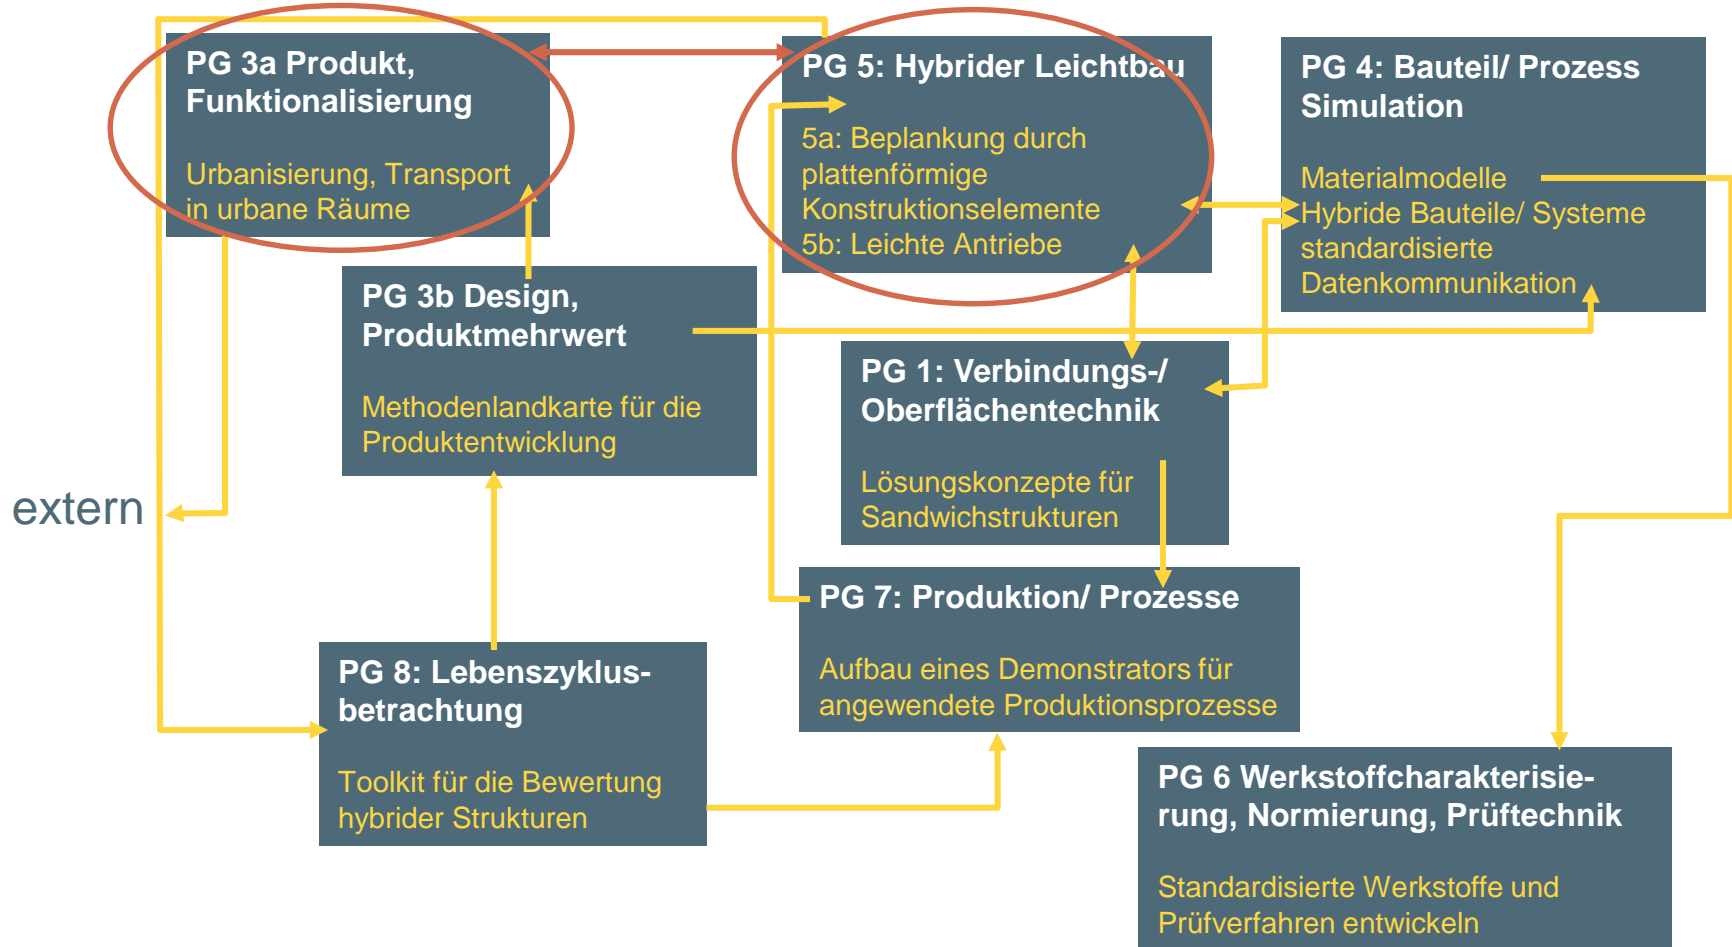 PG 3a Produkt,
Funktionalisierung
Urbanisierung, Transport
in urbane Räume
PG 5: Hybrider Leichtbau
5a: Beplankung durch
plattenförmige
Konstruktionselemente
5b: Leichte Antriebe
PG 4: Bauteil/ Prozess
Simulation
Materialmodelle
Hybride Bauteile/ Systeme
standardisierte
Datenkommunikation
PG 3b Design,
Produktmehrwert
Methodenlandkarte für die
Produktentwicklung
PG 1: Verbindungs-/
Oberflächentechnik
Lösungskonzepte für
Sandwichstrukturen
extern
PG 7: Produktion/ Prozesse
Aufbau eines Demonstrators für
angewendete Produktionsprozesse
PG 8: Lebenszyklus-
betrachtung
Toolkit für die Bewertung
hybrider Strukturen
PG 6 Werkstoffcharakterisie-
rung, Normierung, Prüftechnik
Standardisierte Werkstoffe und
Prüfverfahren entwickeln